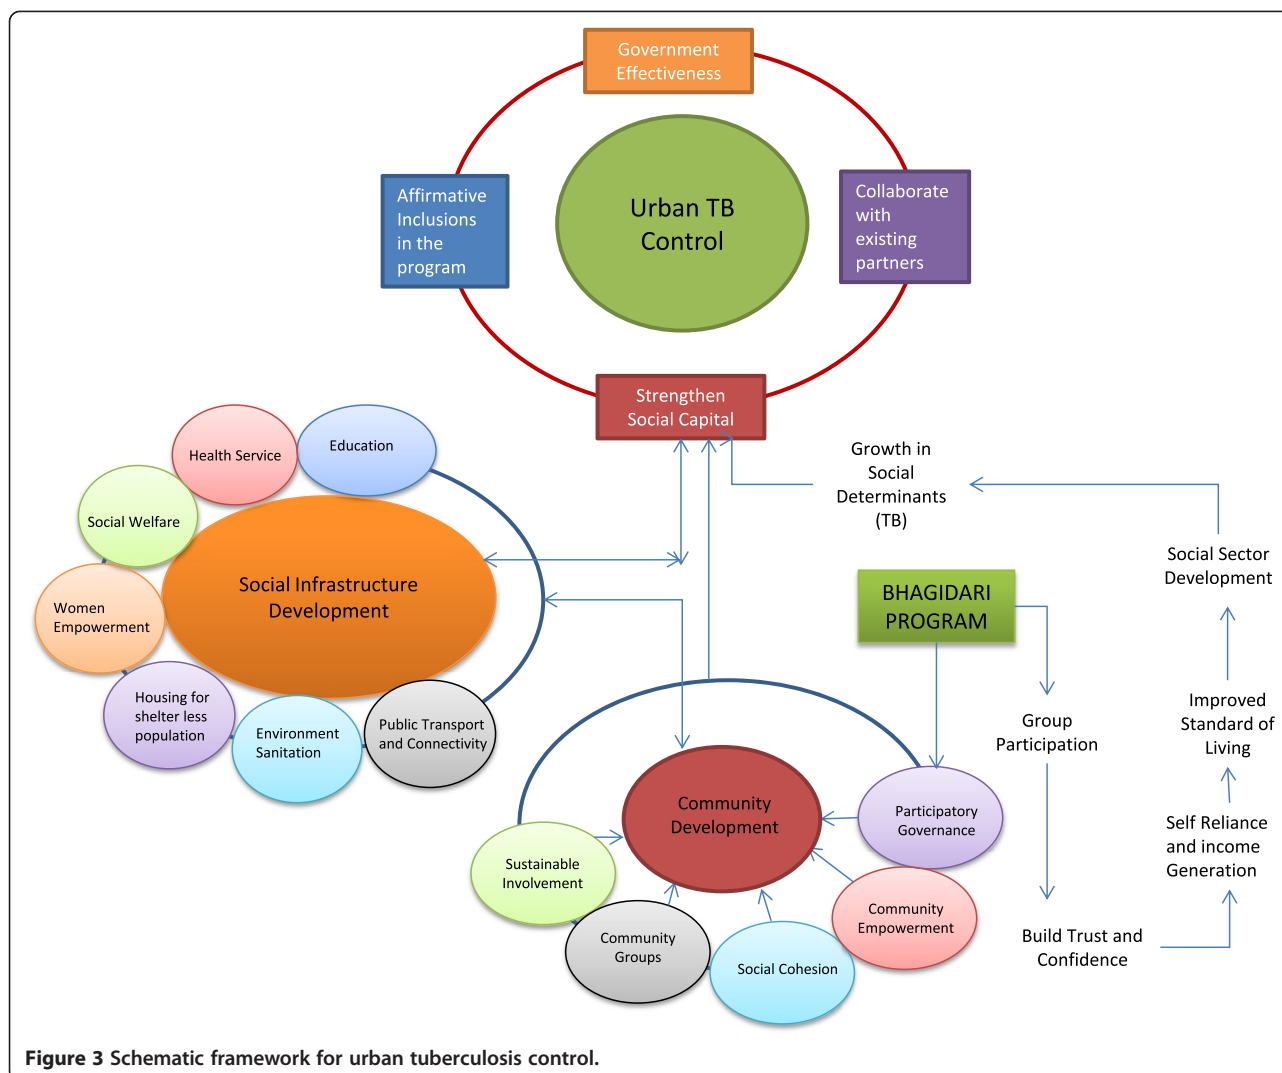 Government
Effectiveness
Affirmative
Inclusions
in the
program
Urban TB
Control
Collaborate
with
existing
partners
Strengthen
Social Capital
Education
Health Service
Social Welfare
Women
Empowerment
Housing for
shelter less
population
Environment
Sanitation
Public Transport
and Connectivity
Social Infrastructure
Development
Growth in
Social
Determinants
(TB)
Social Sector
Development
BHAGIDARI
PROGRAM
Group
Participation
Improved
Standard of
Living
Self Reliance
and income
Generation
Build Trust and
Confidence
Community
Development
Participatory
Governance
Sustainable
Involvement
Community
Groups
Social Cohesion
Community
Empowerment
Figure 3 Schematic framework for urban tuberculosis control.